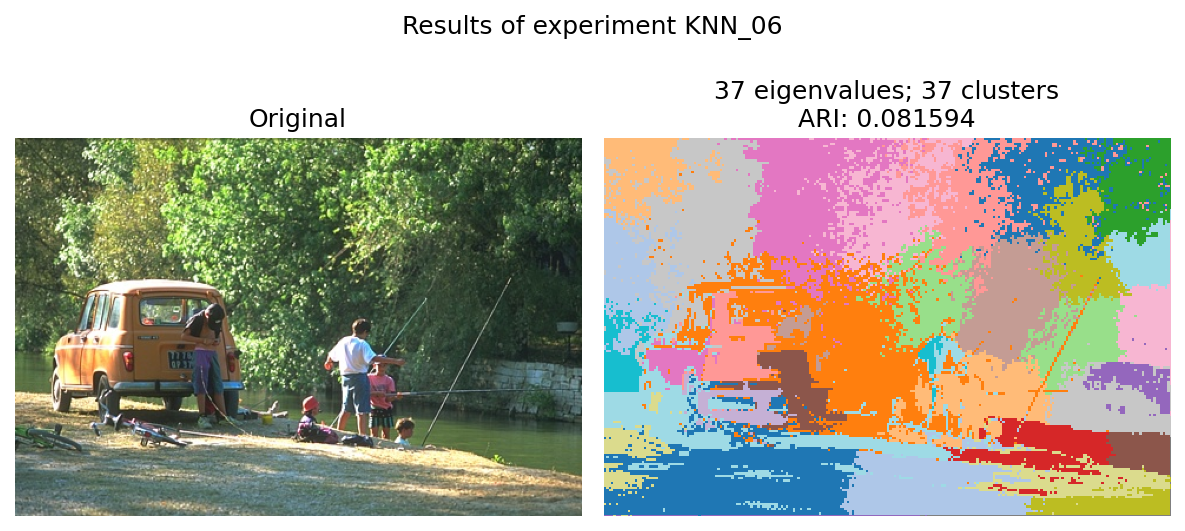 Results of experiment KNN_06
Original
37 eigenvalues; 37 clusters
ARI: 0.081594